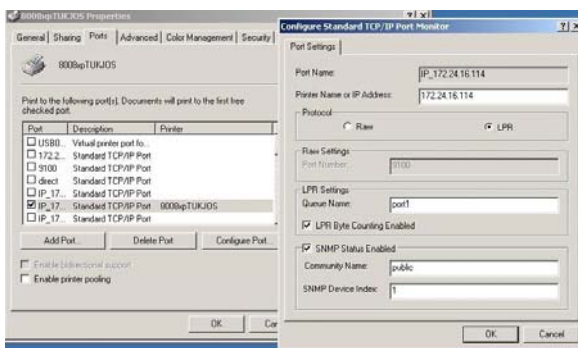 8000xpTUKJOS Properties
General
Sharing
Ports
Advanced
Color Management
Security
8000xpTUKJOS
Print to the following port(s). Documents will print to the first free
checked port.
Port Description Printer
USB0... Virtual printer port fo...
172.2... Standard TCP/IP Port
9100 Standard TCP/IP Port
direct Standard TCP/IP Port
IP_17... Standard TCP/IP Port
IP_17... Standard TCP/IP Port 8000xpTUKJOS
IP_17... Standard TCP/IP Port
Add Port...
Delete Port
Configure Port...
Enable bidirectional support
Enable printer pooling
OK
Configure Standard TCP/IP Port Monitor
Port Settings
Port Name: IP_172.24.16.114
Printer Name or IP Address: 172.24.16.114
Protocol
Raw
LPR
Raw Settings
Port Number: 9100
LPR Settings
Queue Name: port1
LPR Byte Counting Enabled
SNMP Status Enabled
Community Name: public
SNMP Device Index: 1
OK
Cancel